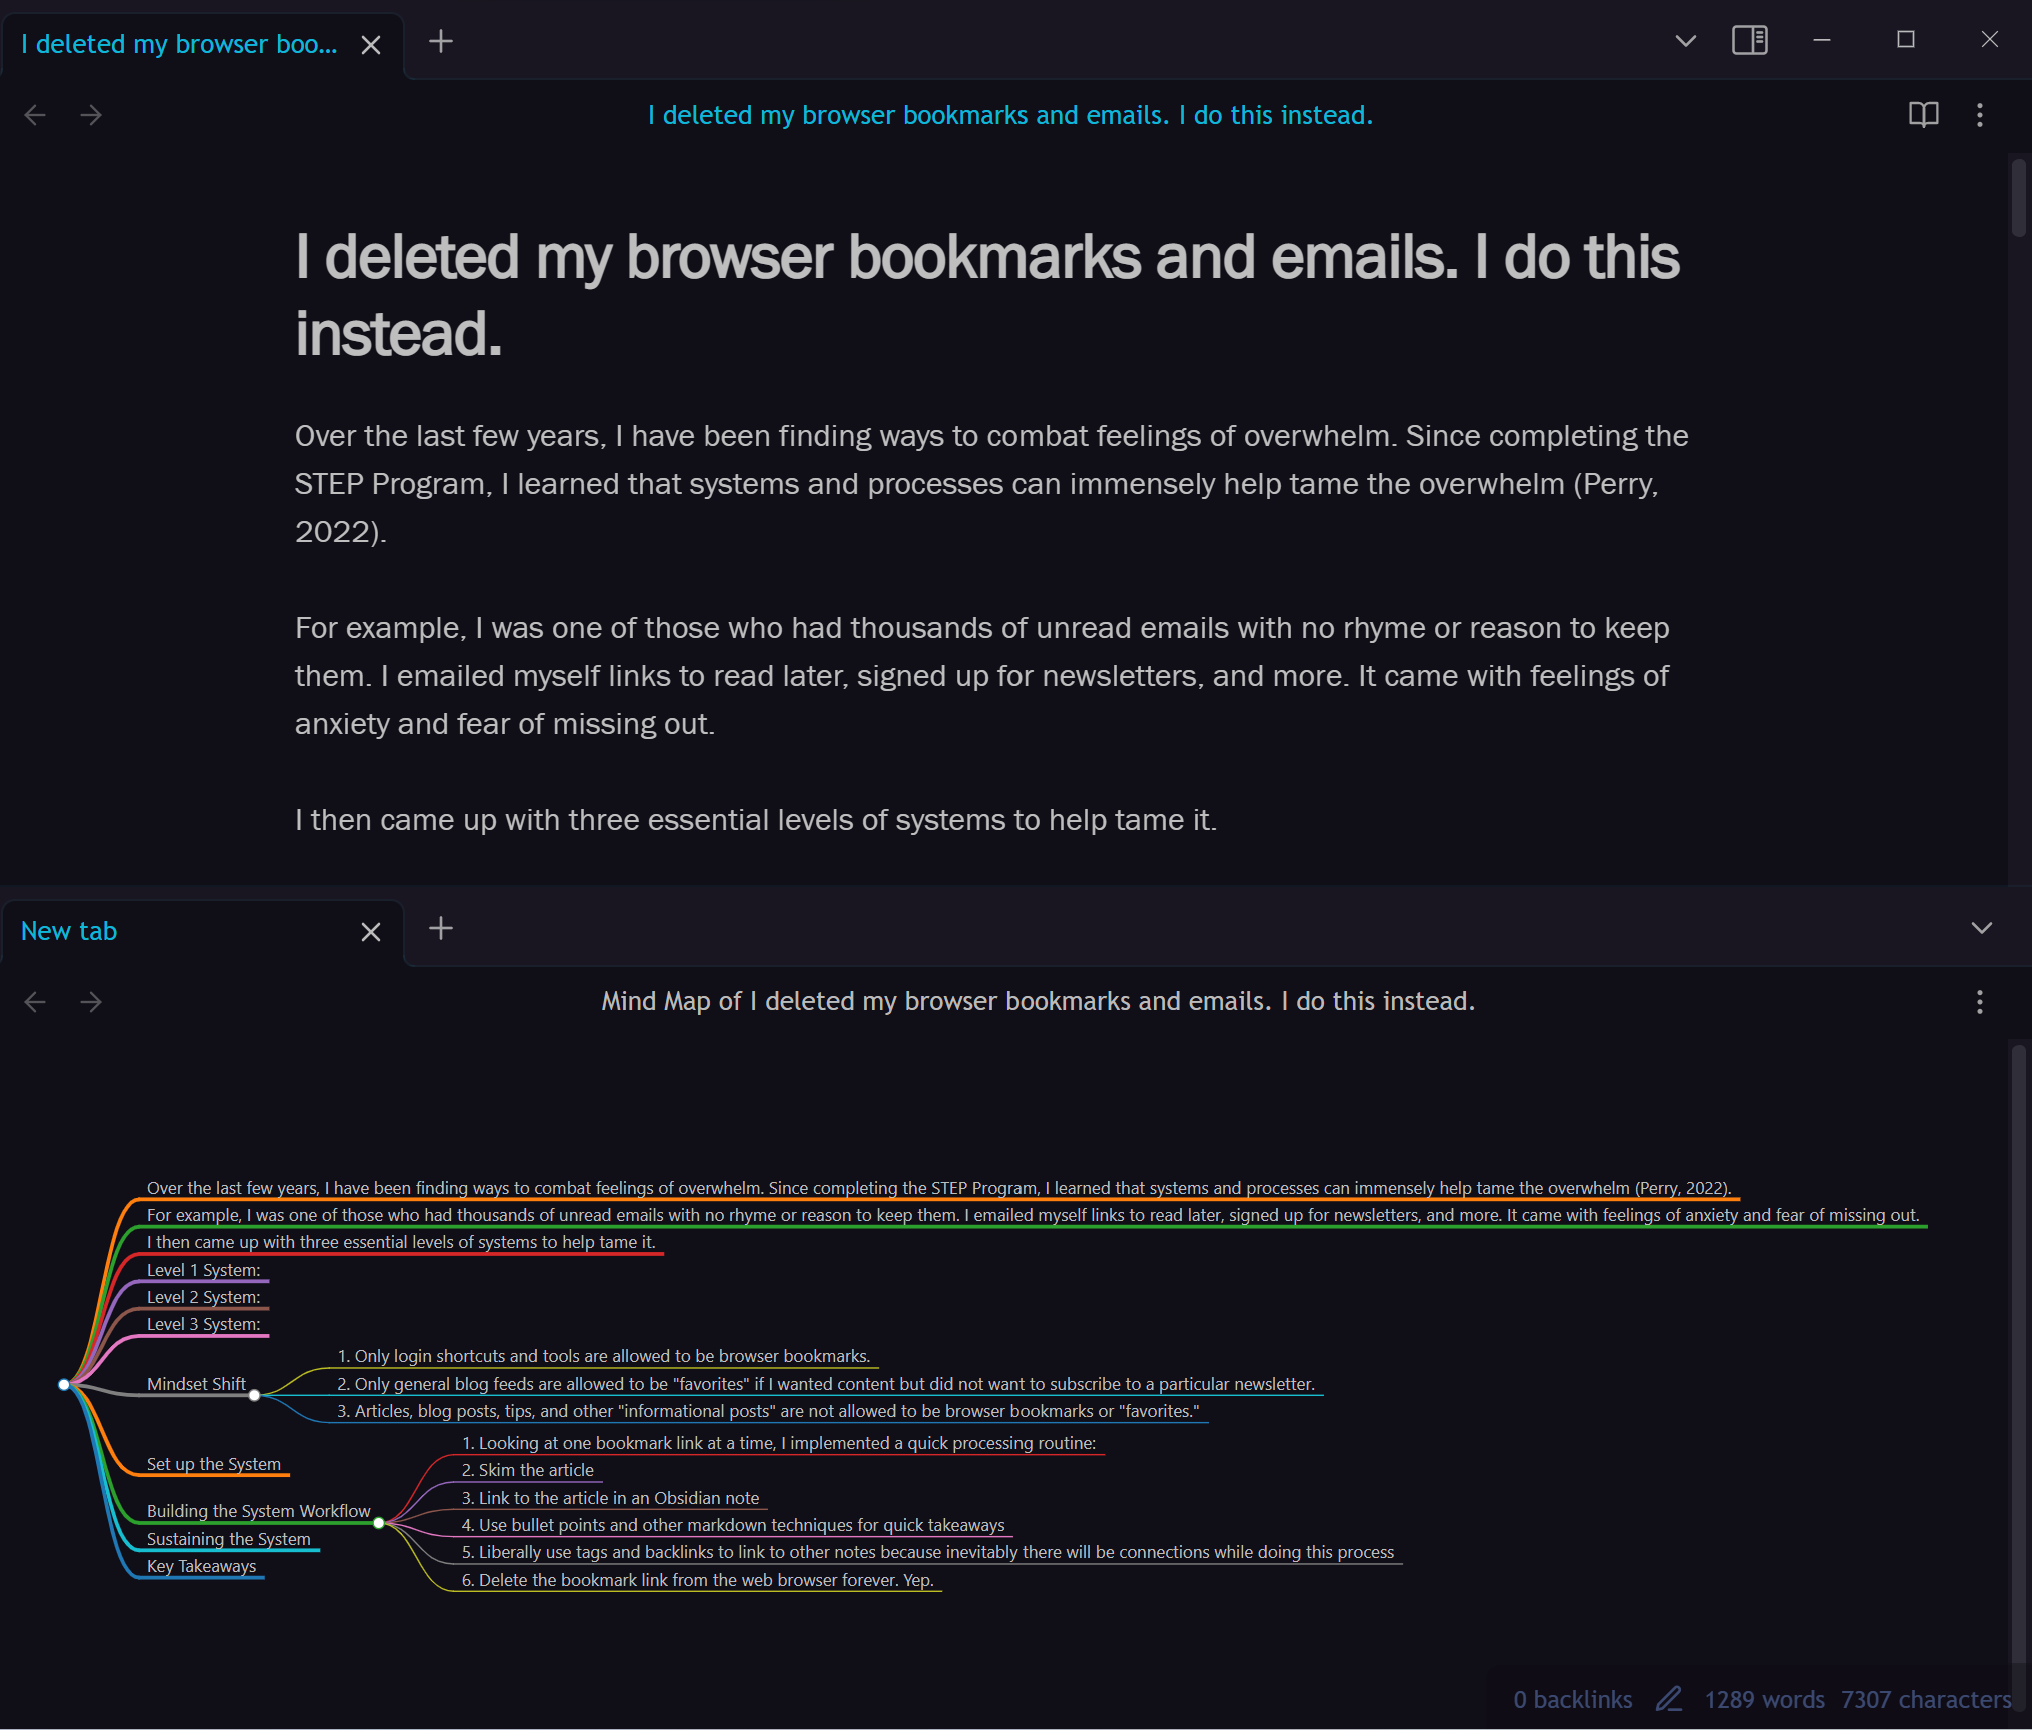 I deleted my browser boo...
I deleted my browser bookmarks and emails. I do this instead.
I deleted my browser bookmarks and emails. I do this
instead.
Over the last few years, I have been finding ways to combat feelings of overwhelm. Since completing the
STEP Program, I learned that systems and processes can immensely help tame the overwhelm (Perry,
2022).
For example, I was one of those who had thousands of unread emails with no rhyme or reason to keep
them. I emailed myself links to read later, signed up for newsletters, and more. It came with feelings of
anxiety and fear of missing out.
I then came up with three essential levels of systems to help tame it.
New tab
Mind Map of I deleted my browser bookmarks and emails. I do this instead.
Over the last few years, I have been finding ways to combat feelings of overwhelm. Since completing the STEP Program, I learned that systems and processes can immensely help tame the overwhelm (Perry, 2022).
For example, I was one of those who had thousands of unread emails with no rhyme or reason to keep them. I emailed myself links to read later, signed up for newsletters, and more. It came with feelings of anxiety and fear of missing out.
I then came up with three essential levels of systems to help tame it.
Level 1 System:
Level 2 System:
Level 3 System:
Mindset Shift
1. Only login shortcuts and tools are allowed to be browser bookmarks.
2. Only general blog feeds are allowed to be "favorites" if I wanted content but did not want to subscribe to a particular newsletter.
3. Articles, blog posts, tips, and other "informational posts" are not allowed to be browser bookmarks or "favorites."
Set up the System
Building the System Workflow
1. Looking at one bookmark link at a time, I implemented a quick processing routine:
2. Skim the article
3. Link to the article in an Obsidian note
4. Use bullet points and other markdown techniques for quick takeaways
5. Liberally use tags and backlinks to link to other notes because inevitably there will be connections while doing this process
6. Delete the bookmark link from the web browser forever. Yep.
Sustaining the System
Key Takeaways
0 backlinks 1289 words 7307 characters